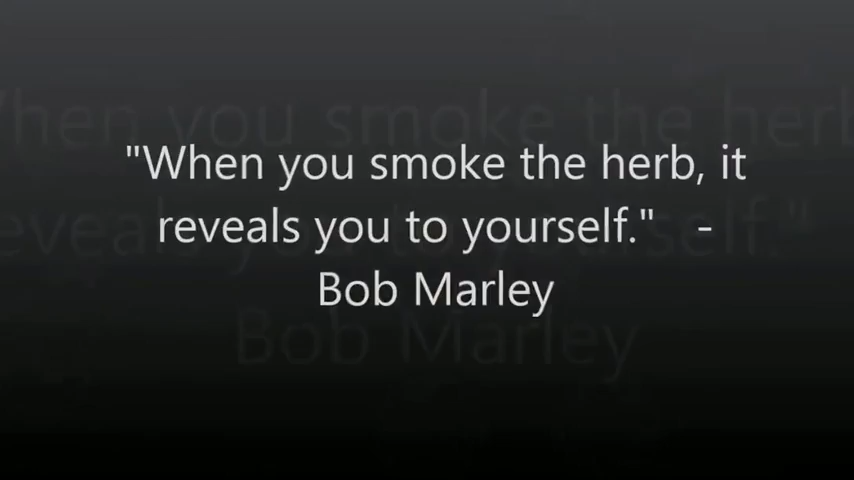 "When you smoke the herb, it
reveals you to yourself."   -
Bob Marley